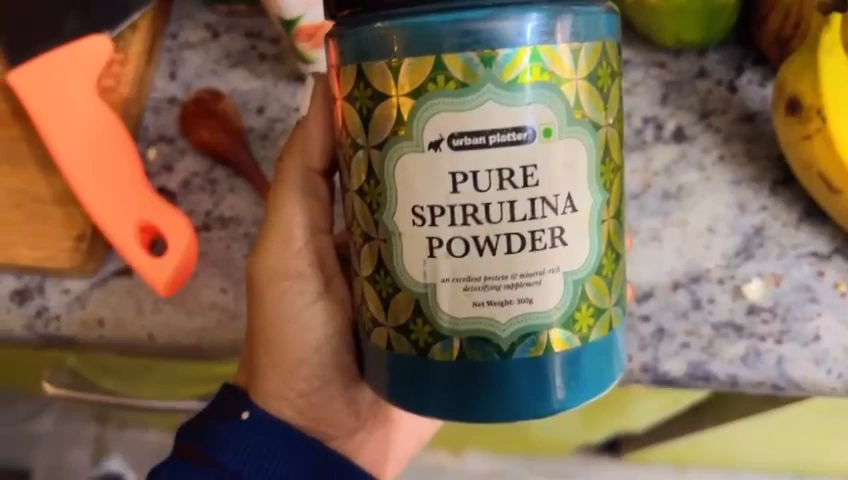 urban platter
PURE
SPIRULINA
POWDER
an excellent protein & mineral-rich
detoxifying supplement
Net Weight: 300g